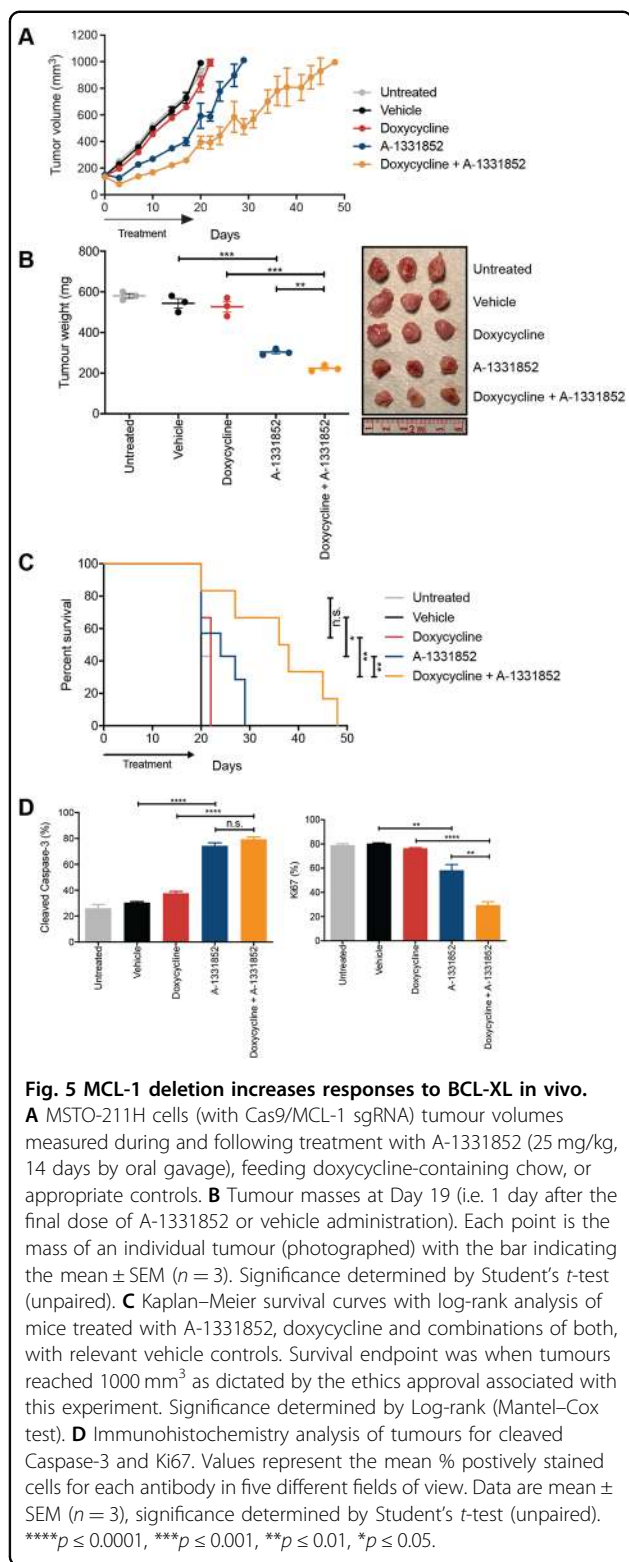 A
Tumor volume (mm3)
1200
1000
800
600
400
200
0
0 10 20 30 40 50
Treatment
Days
Untreated
Vehicle
Doxycycline
A-1331852
Doxycycline + A-1331852
B
Tumour weight (mg
800
600
400
200
0
***
***
**
Untreated
Vehicle
Doxycycline
A-1331852
Doxycycline + A-1331852
Untreated
Vehicle
Doxycycline
A-1331852
Doxycycline + A-1331852
C
Percent survival
100
80
60
40
20
0
0 10 20 30 40 50
Treatment
Days
n.s.
*
**
**
Untreated
Vehicle
Doxycycline
A-1331852
Doxycycline + A-1331852
D
Cleaved Caspase-3 (%)
100
80
60
40
20
0
****
****
n.s.
Untreated
Vehicle
Doxycycline
A-1331852
Doxycycline + A-1331852
Ki67 (%)
100
80
60
40
20
0
**
****
**
Untreated
Vehicle
Doxycycline
A-1331852
Doxycycline + A-1331852
Fig. 5 MCL-1 deletion increases responses to BCL-XL in vivo.
A MSTO-211H cells (with Cas9/MCL-1 sgRNA) tumour volumes
measured during and following treatment with A-1331852 (25 mg/kg,
14 days by oral gavage), feeding doxycycline-containing chow, or
appropriate controls. B Tumour masses at Day 19 (i.e. 1 day after the
final dose of A-1331852 or vehicle administration). Each point is the
mass of an individual tumour (photographed) with the bar indicating
the mean ± SEM (n = 3). Significance determined by Student's t-test
(unpaired). C Kaplan–Meier survival curves with log-rank analysis of
mice treated with A-1331852, doxycycline and combinations of both,
with relevant vehicle controls. Survival endpoint was when tumours
reached 1000 mm3 as dictated by the ethics approval associated with
this experiment. Significance determined by Log-rank (Mantel–Cox
test). D Immunohistochemistry analysis of tumours for cleaved
Caspase-3 and Ki67. Values represent the mean % postively stained
cells for each antibody in five different fields of view. Data are mean ±
SEM (n = 3), significance determined by Student's t-test (unpaired).
****p ≤ 0.0001, ***p ≤ 0.001, **p ≤ 0.01, *p ≤ 0.05.